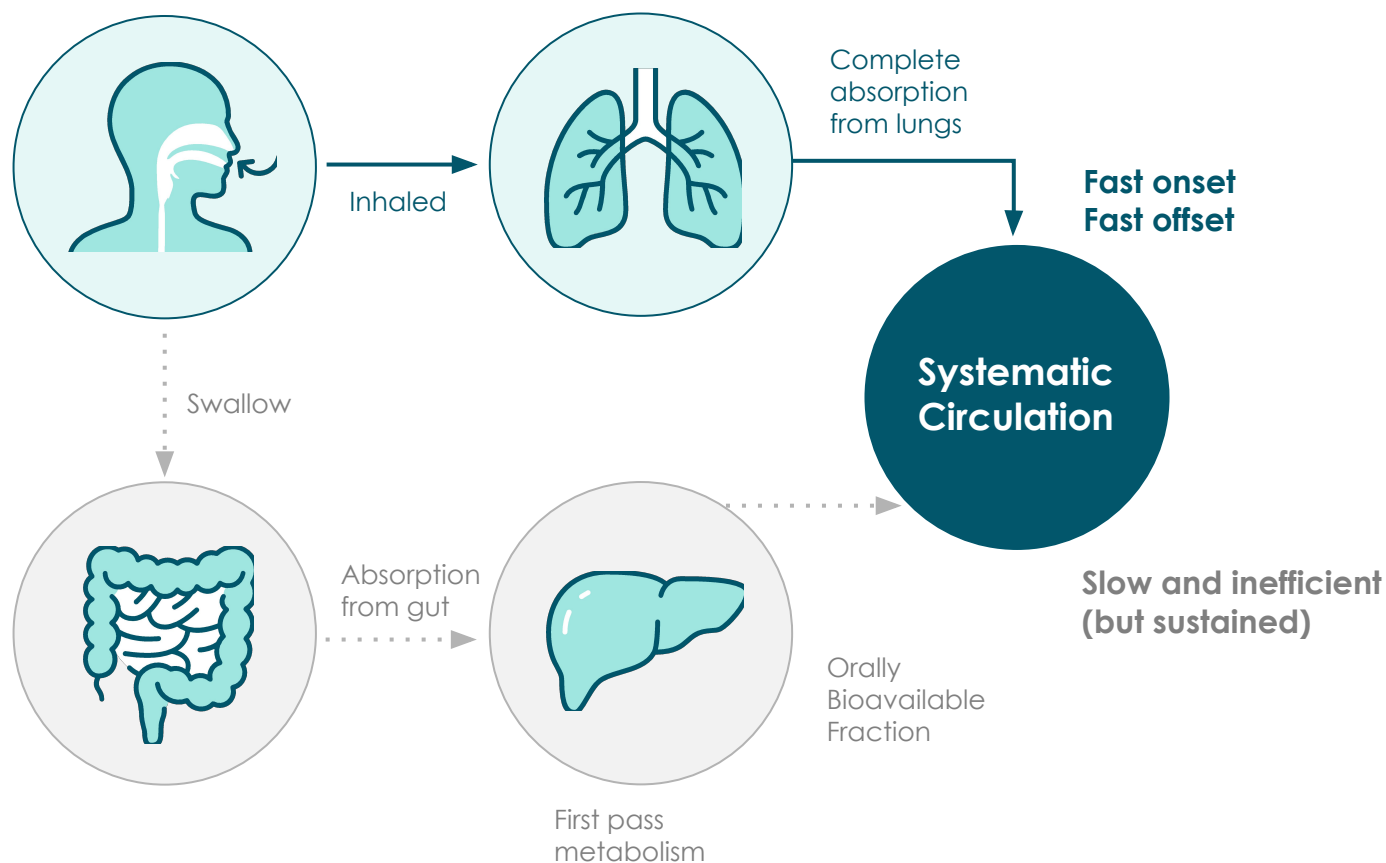 Complete
absorption
from lungs
Inhaled
Fast onset
Fast offset
Systematic
Circulation
Swallow
Absorption
from gut
Slow and inefficient
(but sustained)
Orally
Bioavailable
Fraction
First pass
metabolism